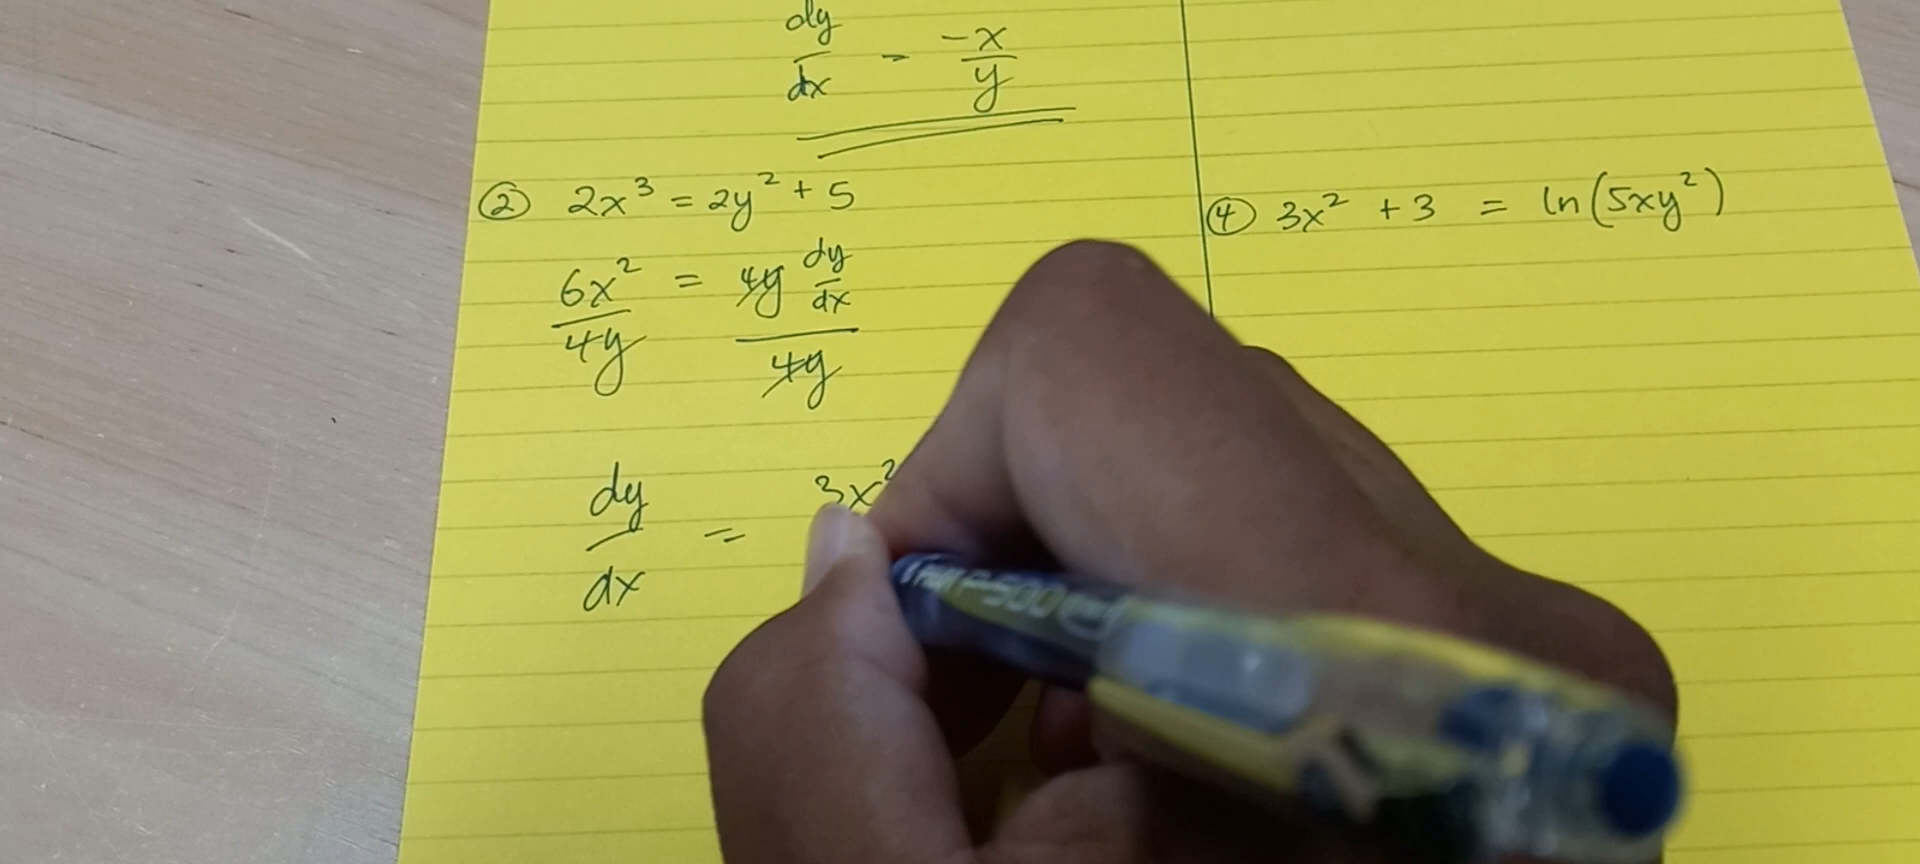 dy/dx = -x/y
② 2x³ = 2y² + 5
6x²/4y = 4y dy/dx / 4y
dy/dx = 3x²
④ 3x² + 3 = ln(5xy²)